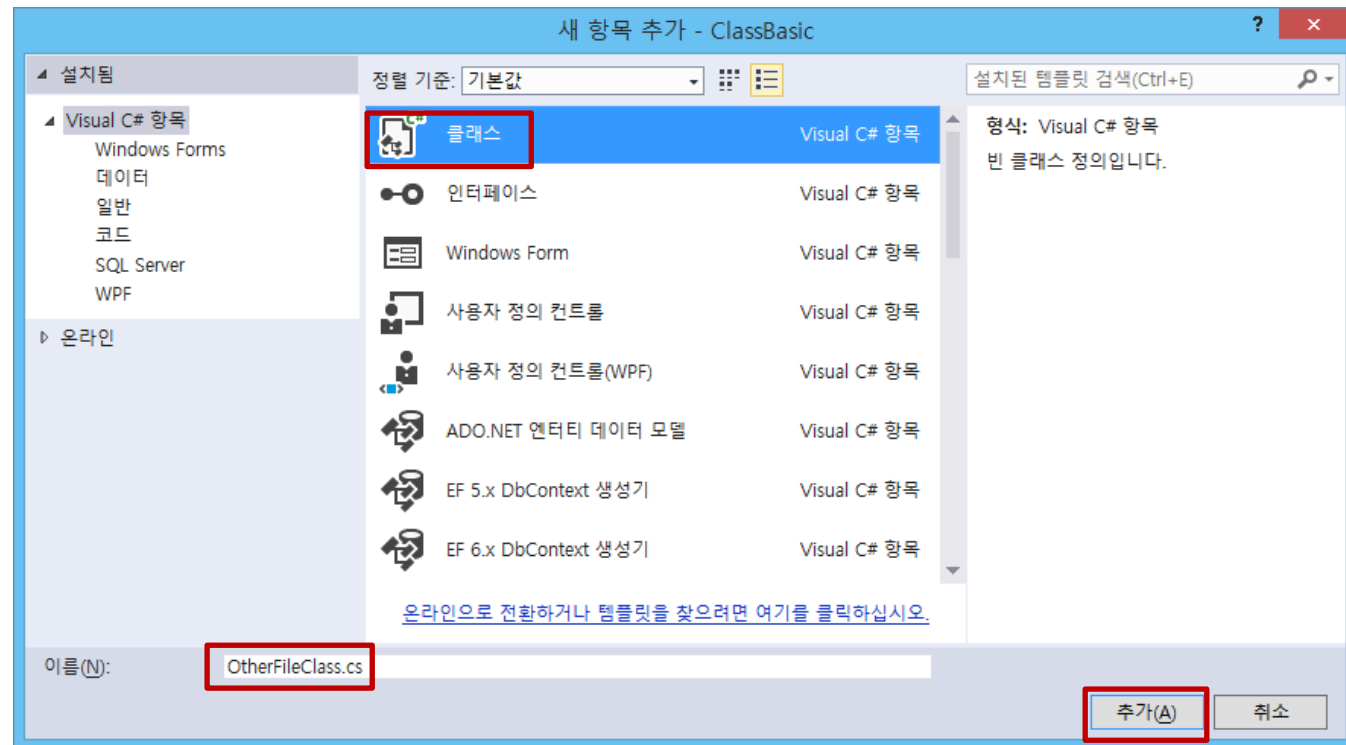 새 항목 추가 - ClassBasic
?
설치됨
Visual C# 항목
Windows Forms
데이터
일반
코드
SQL Server
WPF
온라인
정렬 기준: 기본값
클래스 Visual C# 항목
인터페이스 Visual C# 항목
Windows Form Visual C# 항목
사용자 정의 컨트롤 Visual C# 항목
사용자 정의 컨트롤(WPF) Visual C# 항목
ADO.NET 엔터티 데이터 모델 Visual C# 항목
EF 5.x DbContext 생성기 Visual C# 항목
EF 6.x DbContext 생성기 Visual C# 항목
온라인으로 전환하거나 템플릿을 찾으려면 여기를 클릭하십시오.
설치된 템플릿 검색(Ctrl+E)
형식: Visual C# 항목
빈 클래스 정의입니다.
이름(N): OtherFileClass.cs
추가(A) 취소